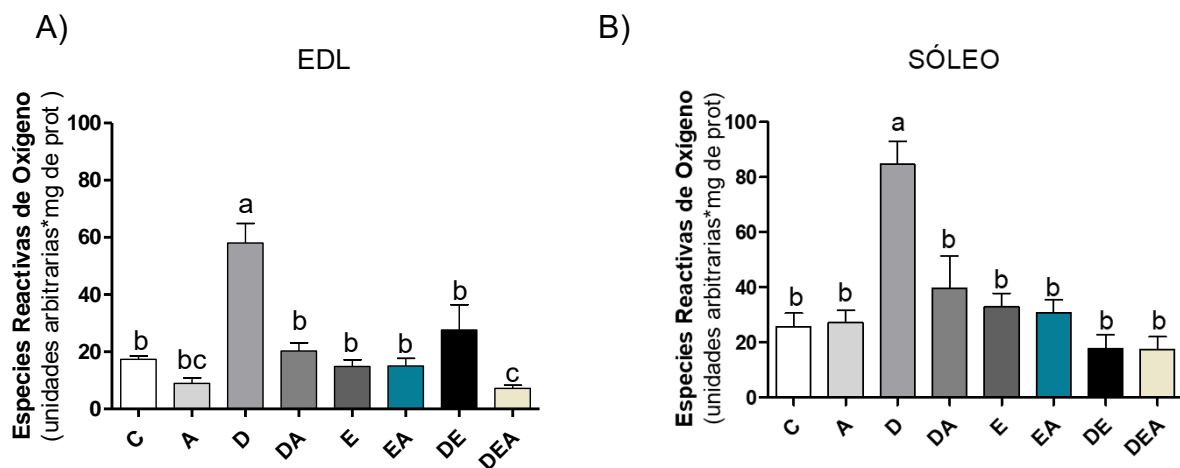 A)
EDL
Especies Reactivas de Oxígeno
(unidades arbitrarias*mg de prot)
100
80
60
40
20
0
b
bc
a
b
b
b
b
c
C
A
D
DA
E
EA
DE
DEA
B)
SÓLEO
Especies Reactivas de Oxígeno
(unidades arbitrarias*mg de prot)
100
80
60
40
20
0
b
b
a
b
b
b
b
b
C
A
D
DA
E
EA
DE
DEA